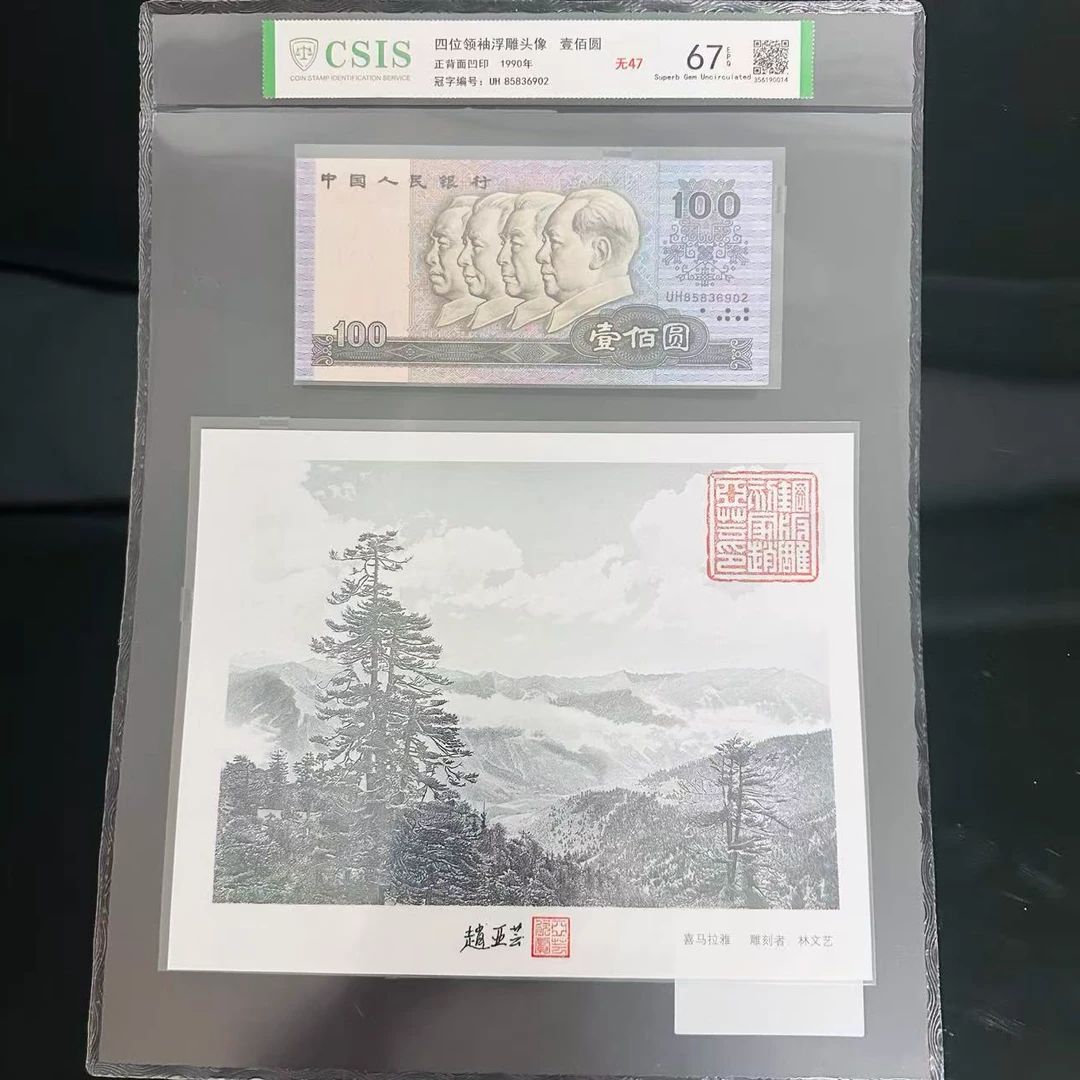 CSIS
COIN STAMP IDENTIFICATION SERVICE
四位领袖浮雕头像 壹佰圆
正背面凹印 1990年
冠字编号: UH 85836902
无47
67 EPQ
Superb Gem Uncirculated
356190014
中国人民银行
100
UH85836902
100
壹佰圆
趙亚芸
喜马拉雅 雕刻者 林文艺